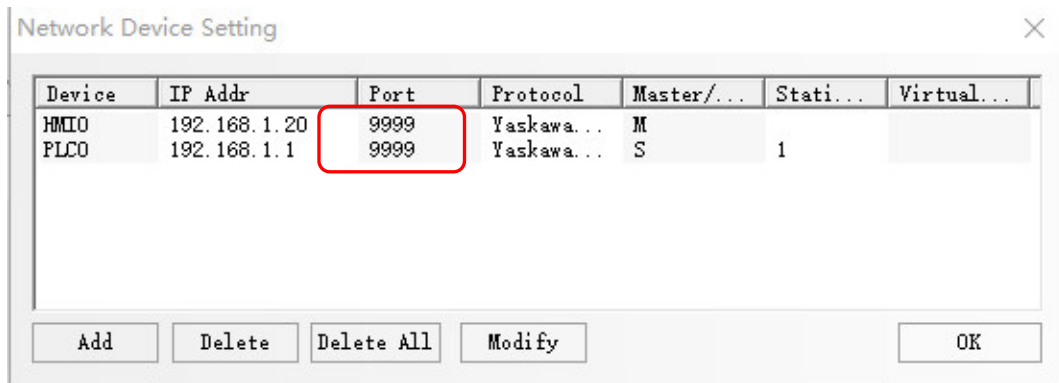 Network Device Setting
Device IP Addr Port Protocol Master/... Stati... Virtual...
HMI0 192.168.1.20 9999 Yaskawa... M
PLC0 192.168.1.1 9999 Yaskawa... S 1
Add Delete Delete All Modify OK